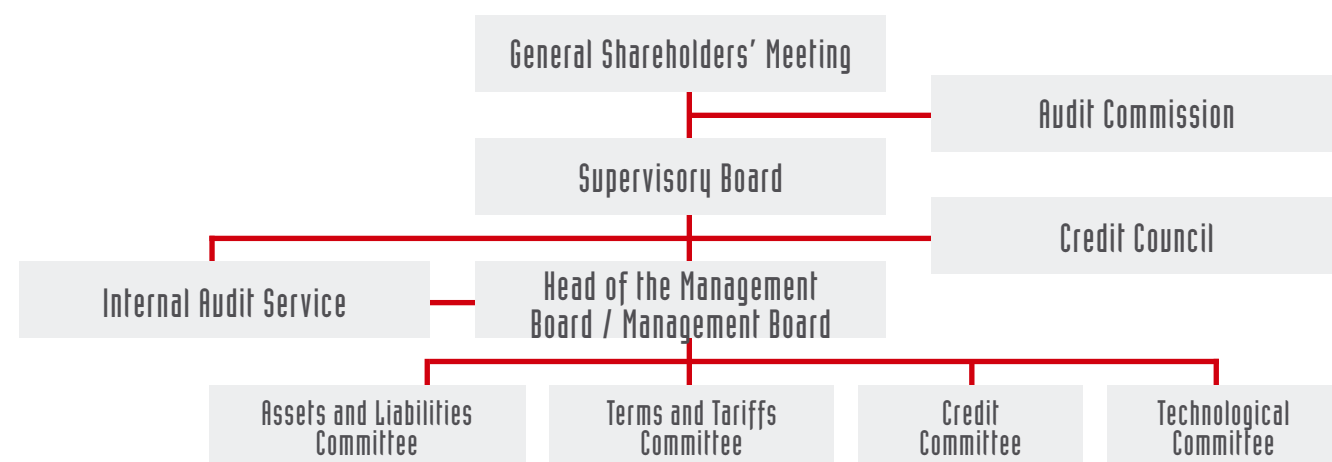 General Shareholders’ Meeting
Audit Commission
Supervisory Board
Credit Council
Internal Audit Service
Head of the Management
Board / Management Board
Assets and Liabilities
Committee
Terms and Tariffs
Committee
Credit
Committee
Technological
Committee